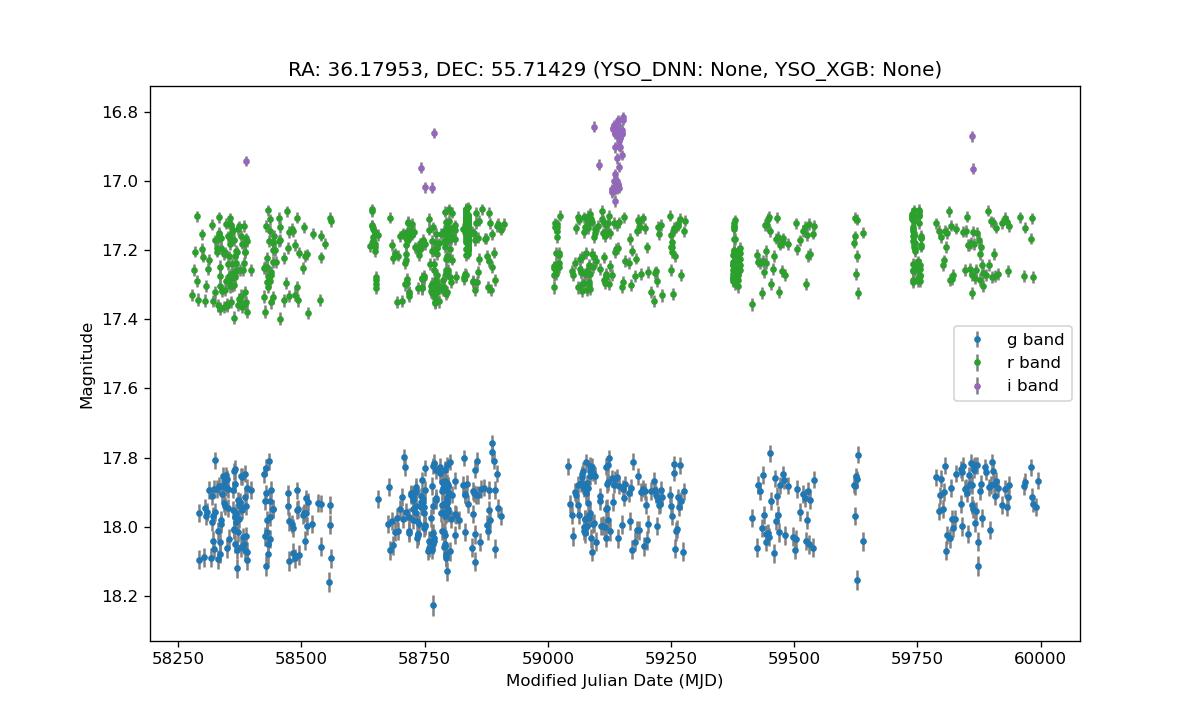 RA: 36.17953, DEC: 55.71429 (YSO_DNN: None, YSO_XGB: None)
16.8
17.0
17.2
17.4
17.6
17.8
18.0
18.2
Magnitude
g band
r band
i band
58250
58500
58750
59000
59250
59500
59750
60000
Modified Julian Date (MJD)